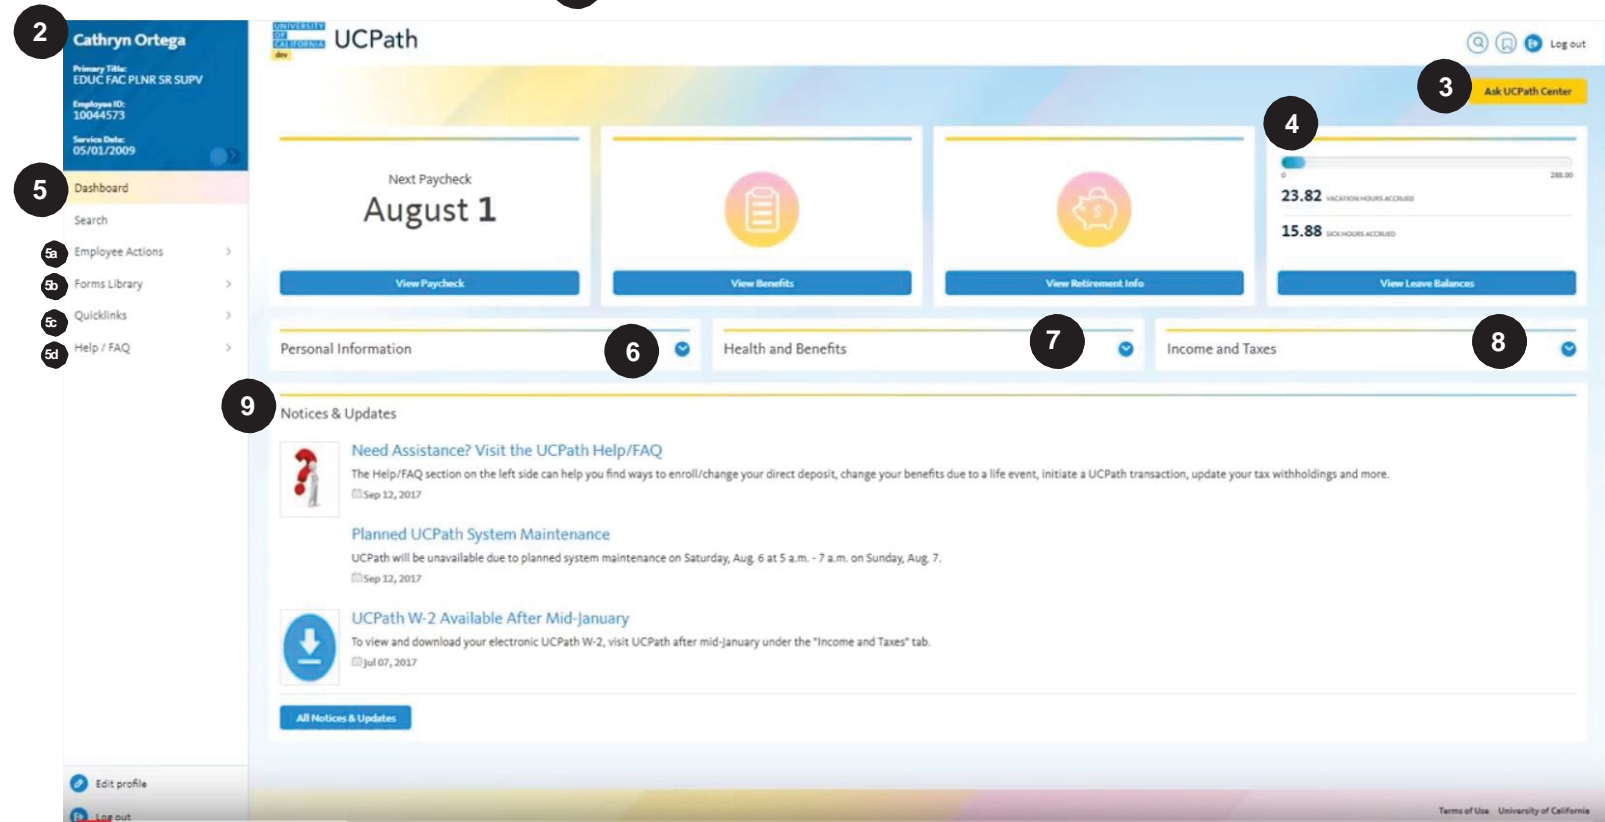 2
Cathryn Ortega
Primary Title:
EDUC FAC PLNR SR SUPV
Employee ID:
10044573
Service Date:
05/01/2009
UNIVERSITY
OF
CALIFORNIA
dev
UCPath
Log out
3
Ask UCPath Center
4
5
Dashboard
Search
5a
Employee Actions
5b
Forms Library
5c
Quicklinks
5d
Help / FAQ
Next Paycheck
August 1
View Paycheck
View Benefits
$
View Retirement Info
0
288.00
23.82 VACATION HOURS ACCRUED
15.88 SICK HOURS ACCRUED
View Leave Balances
Personal Information
6
Health and Benefits
7
Income and Taxes
8
9
Notices & Updates
Need Assistance? Visit the UCPath Help/FAQ
The Help/FAQ section on the left side can help you find ways to enroll/change your direct deposit, change your benefits due to a life event, initiate a UCPath transaction, update your tax withholdings and more.
Sep 12, 2017
Planned UCPath System Maintenance
UCPath will be unavailable due to planned system maintenance on Saturday, Aug. 6 at 5 a.m. - 7 a.m. on Sunday, Aug. 7.
Sep 12, 2017
UCPath W-2 Available After Mid-January
To view and download your electronic UCPath W-2, visit UCPath after mid-January under the "Income and Taxes" tab.
Jul 07, 2017
All Notices & Updates
Edit profile
Log out
Terms of Use University of California